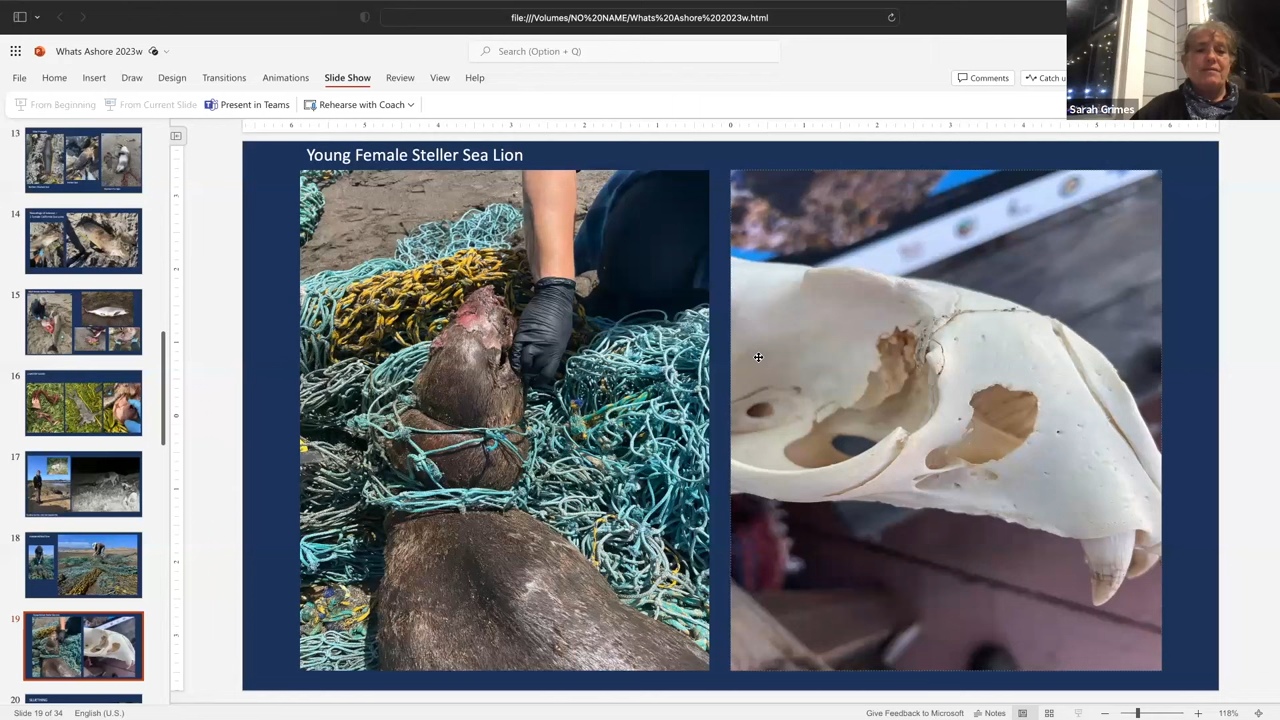 file:///Volumes/NO%20NAME/Whats%20Ashore%202023w.html
Whats Ashore 2023w
Search (Option + Q)
File Home Insert Draw Design Transitions Animations Slide Show Review View Help
Comments
Catch u
From Beginning From Current Slide Present in Teams Rehearse with Coach
Sarah Grimes
13
14
15
16
17
18
19
20
Young Female Steller Sea Lion
Slide 19 of 34 English (U.S.) Give Feedback to Microsoft Notes 118%